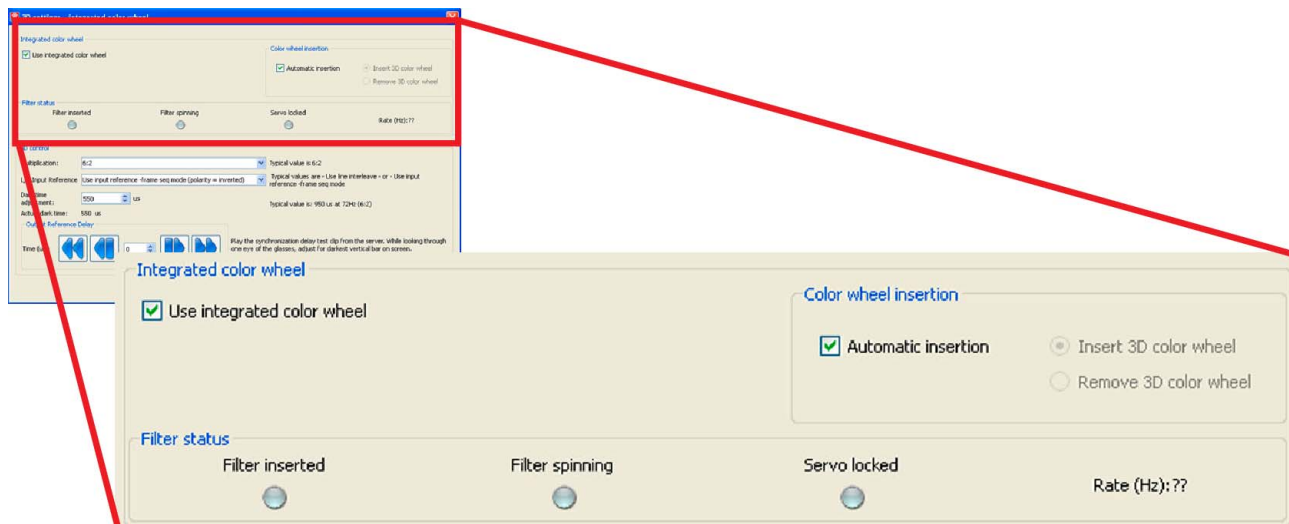 3D settings - Integrated color wheel
Integrated color wheel
Use integrated color wheel
Color wheel insertion
Automatic insertion
Insert 3D color wheel
Remove 3D color wheel
Filter status
Filter inserted
Filter spinning
Servo locked
Rate (Hz):??
3D control
Multiplication:
6:2
Typical value is 6:2
L/R Input Reference
Use input reference -frame seq mode (polarity = inverted)
Typical values are - Use line interleave - or - Use input
reference -frame seq mode
Dark time
adjustment:
550
us
Typical value is: 950 us at 72Hz (6:2)
Actual dark time:
580 us
Output Reference Delay
0
Play the synchronization delay test clip from the server. While looking through
one eye of the glasses, adjust for darkest vertical bar on screen.
Integrated color wheel
Use integrated color wheel
Color wheel insertion
Automatic insertion
Insert 3D color wheel
Remove 3D color wheel
Filter status
Filter inserted
Filter spinning
Servo locked
Rate (Hz):??